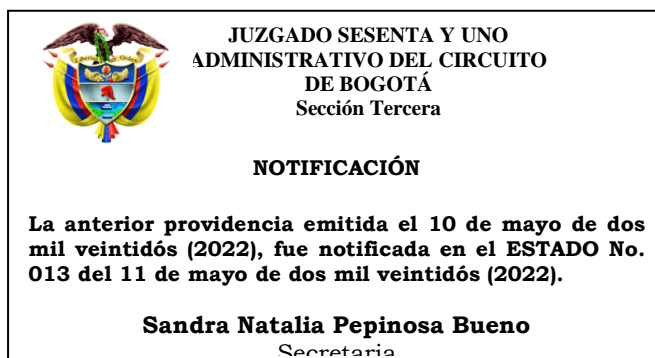 JUZGADO SESENTA Y UNO
ADMINISTRATIVO DEL CIRCUITO
DE BOGOTÁ
Sección Tercera
NOTIFICACIÓN
La anterior providencia emitida el 10 de mayo de dos
mil veintidós (2022), fue notificada en el ESTADO No.
013 del 11 de mayo de dos mil veintidós (2022).
Sandra Natalia Pepinosa Bueno
Secretaria